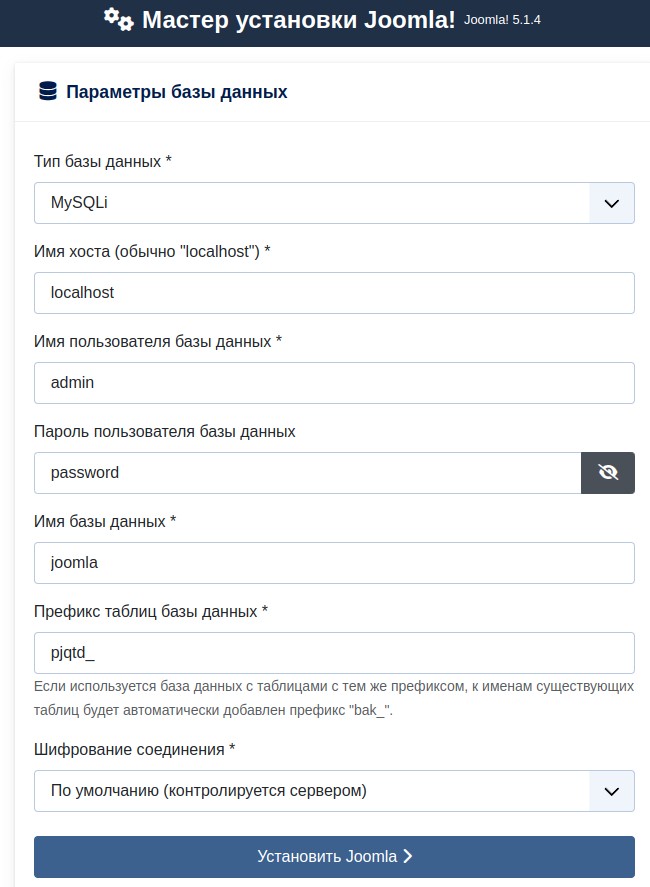 Мастер установки Joomla! Joomla! 5.1.4
Параметры базы данных
Тип базы данных *
MySQLi
Имя хоста (обычно "localhost") *
localhost
Имя пользователя базы данных *
admin
Пароль пользователя базы данных
password
Имя базы данных *
joomla
Префикс таблиц базы данных *
pjqtd_
Если используется база данных с таблицами с тем же префиксом, к именам существующих
таблиц будет автоматически добавлен префикс "bak_".
Шифрование соединения *
По умолчанию (контролируется сервером)
Установить Joomla